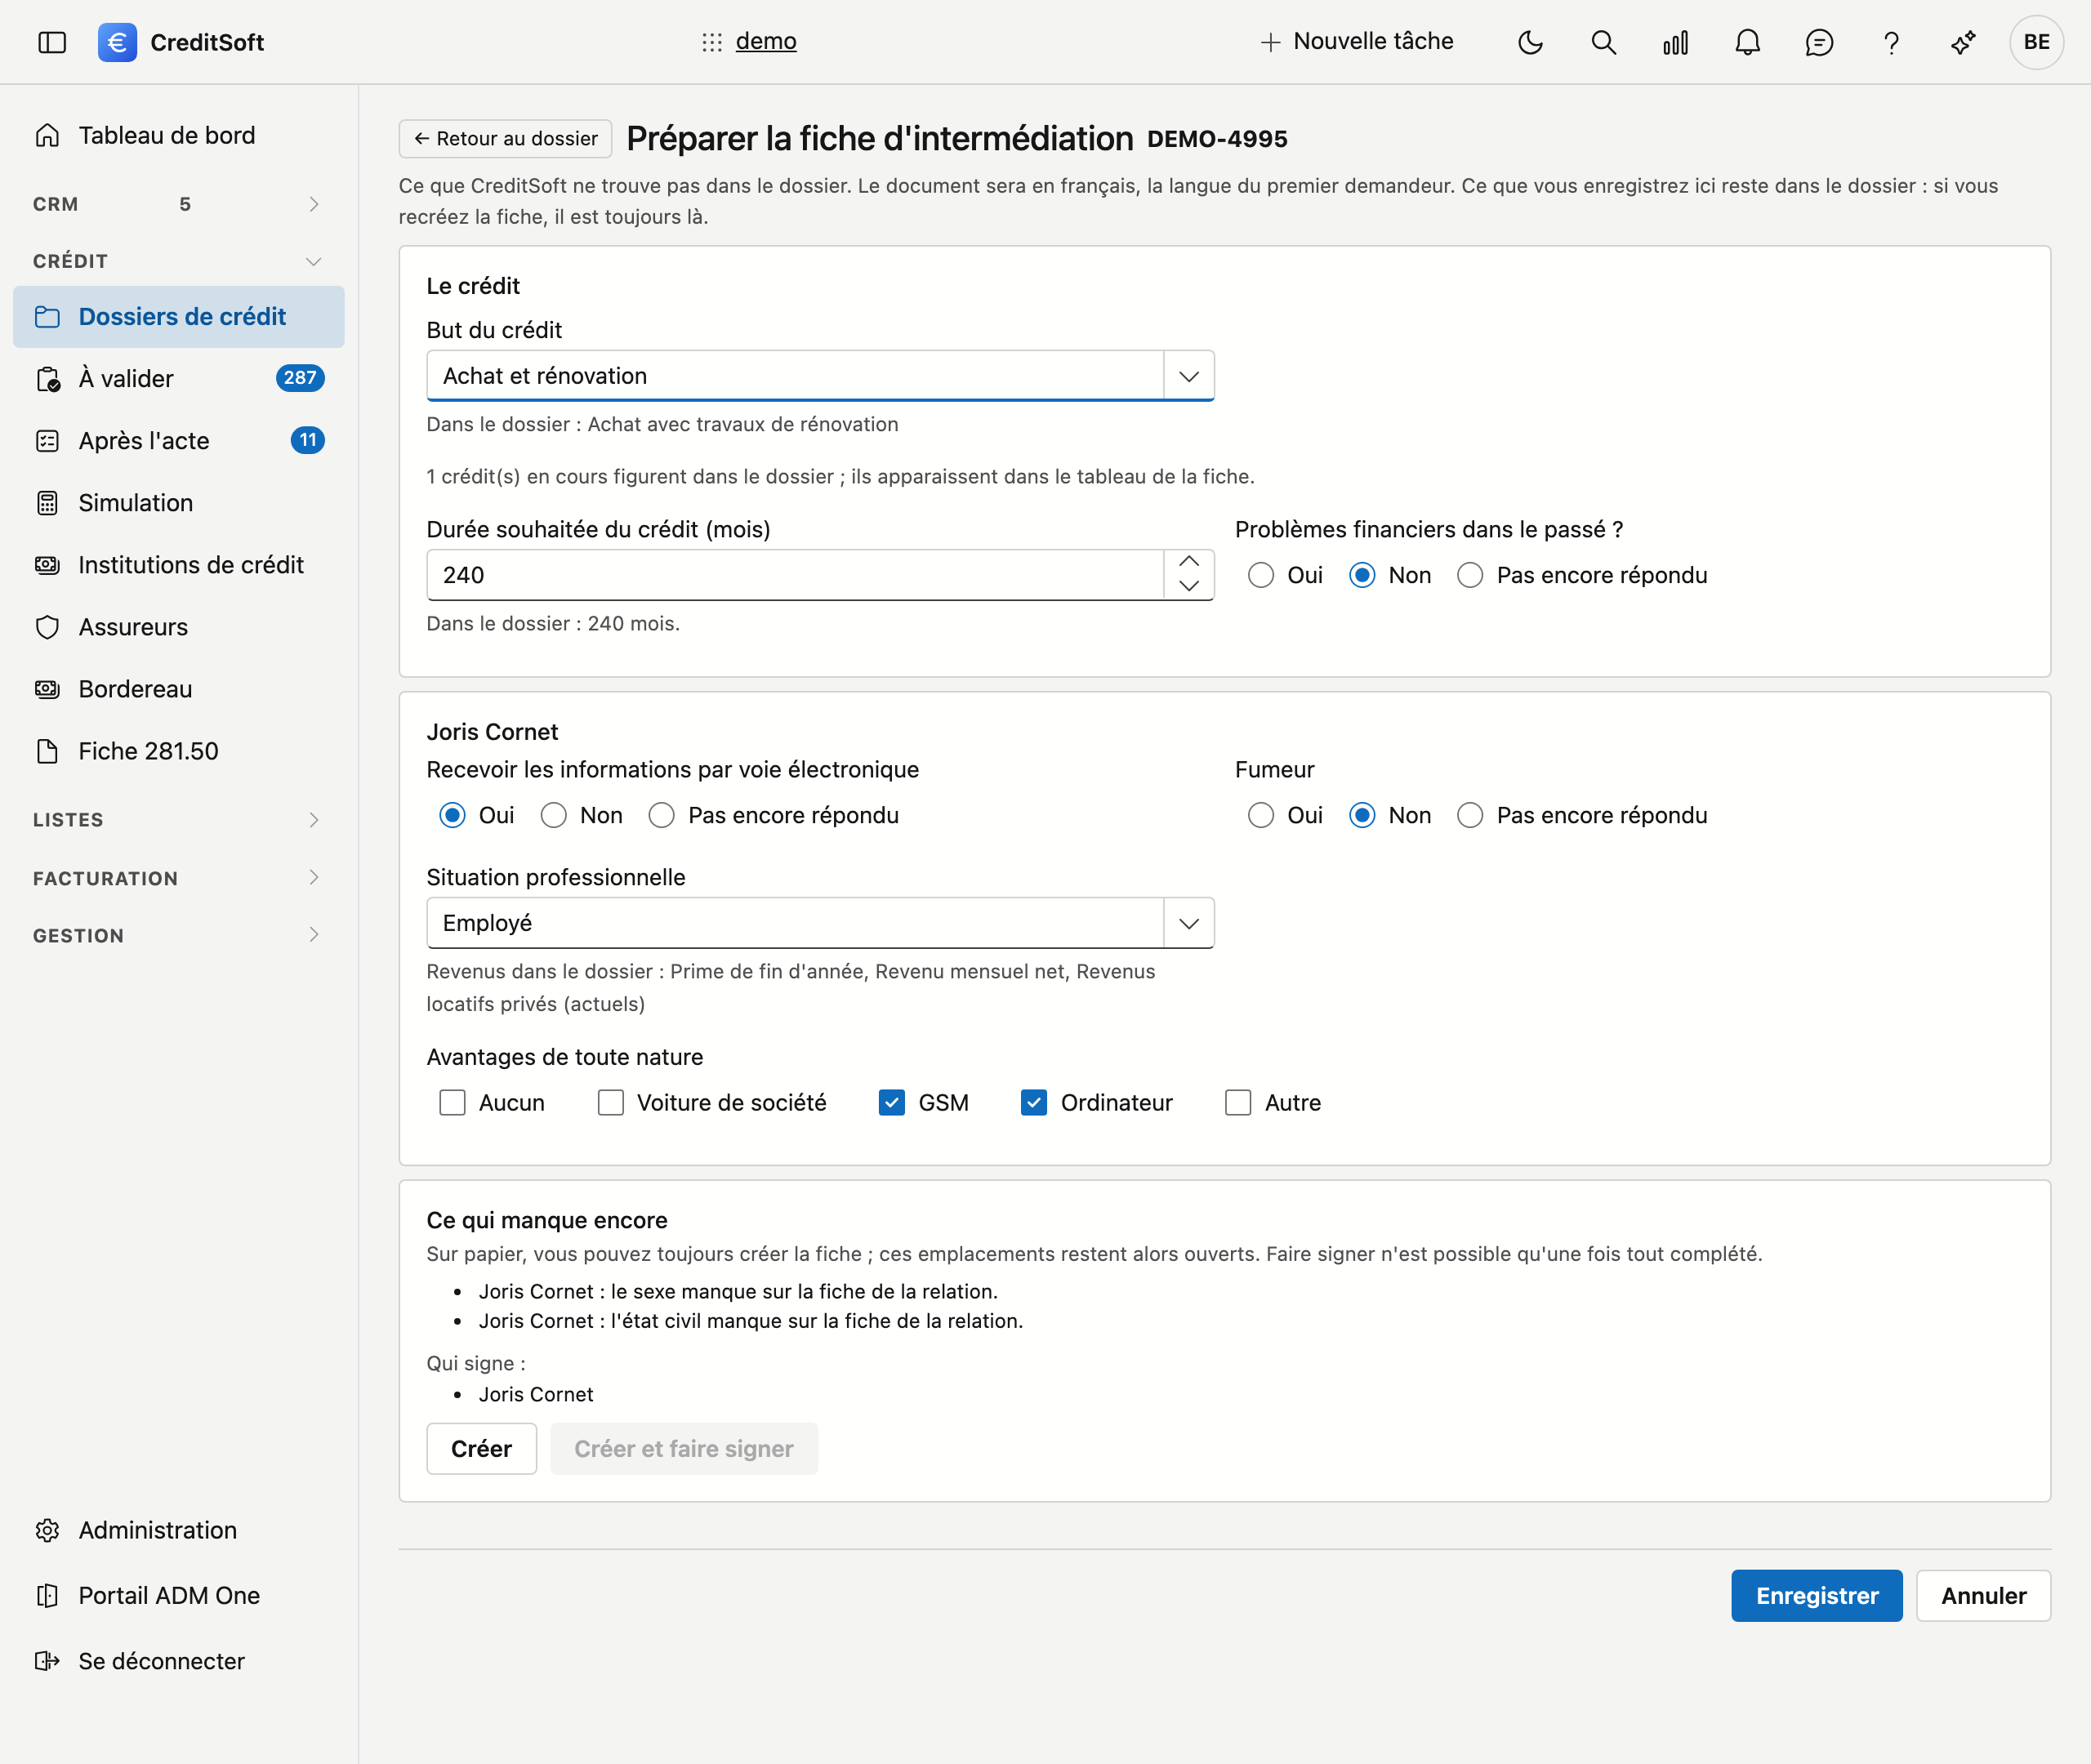 CreditSoft
demo
Nouvelle tâche
BE
Tableau de bord
CRM 5
CRÉDIT
Dossiers de crédit
À valider 287
Après l'acte 11
Simulation
Institutions de crédit
Assureurs
Bordereau
Fiche 281.50
LISTES
FACTURATION
GESTION
Administration
Portail ADM One
Se déconnecter
← Retour au dossier Préparer la fiche d'intermédiation DEMO-4995
Ce que CreditSoft ne trouve pas dans le dossier. Le document sera en français, la langue du premier demandeur. Ce que vous enregistrez ici reste dans le dossier : si vous
recréez la fiche, il est toujours là.
Le crédit
But du crédit
Achat et rénovation
Dans le dossier : Achat avec travaux de rénovation
1 crédit(s) en cours figurent dans le dossier ; ils apparaissent dans le tableau de la fiche.
Durée souhaitée du crédit (mois) Problèmes financiers dans le passé ?
240 Oui Non Pas encore répondu
Dans le dossier : 240 mois.
Joris Cornet
Recevoir les informations par voie électronique Fumeur
Oui Non Pas encore répondu Oui Non Pas encore répondu
Situation professionnelle
Employé
Revenus dans le dossier : Prime de fin d'année, Revenu mensuel net, Revenus
locatifs privés (actuels)
Avantages de toute nature
Aucun Voiture de société GSM Ordinateur Autre
Ce qui manque encore
Sur papier, vous pouvez toujours créer la fiche ; ces emplacements restent alors ouverts. Faire signer n'est possible qu'une fois tout complété.
• Joris Cornet : le sexe manque sur la fiche de la relation.
• Joris Cornet : l'état civil manque sur la fiche de la relation.
Qui signe :
• Joris Cornet
Créer Créer et faire signer
Enregistrer Annuler